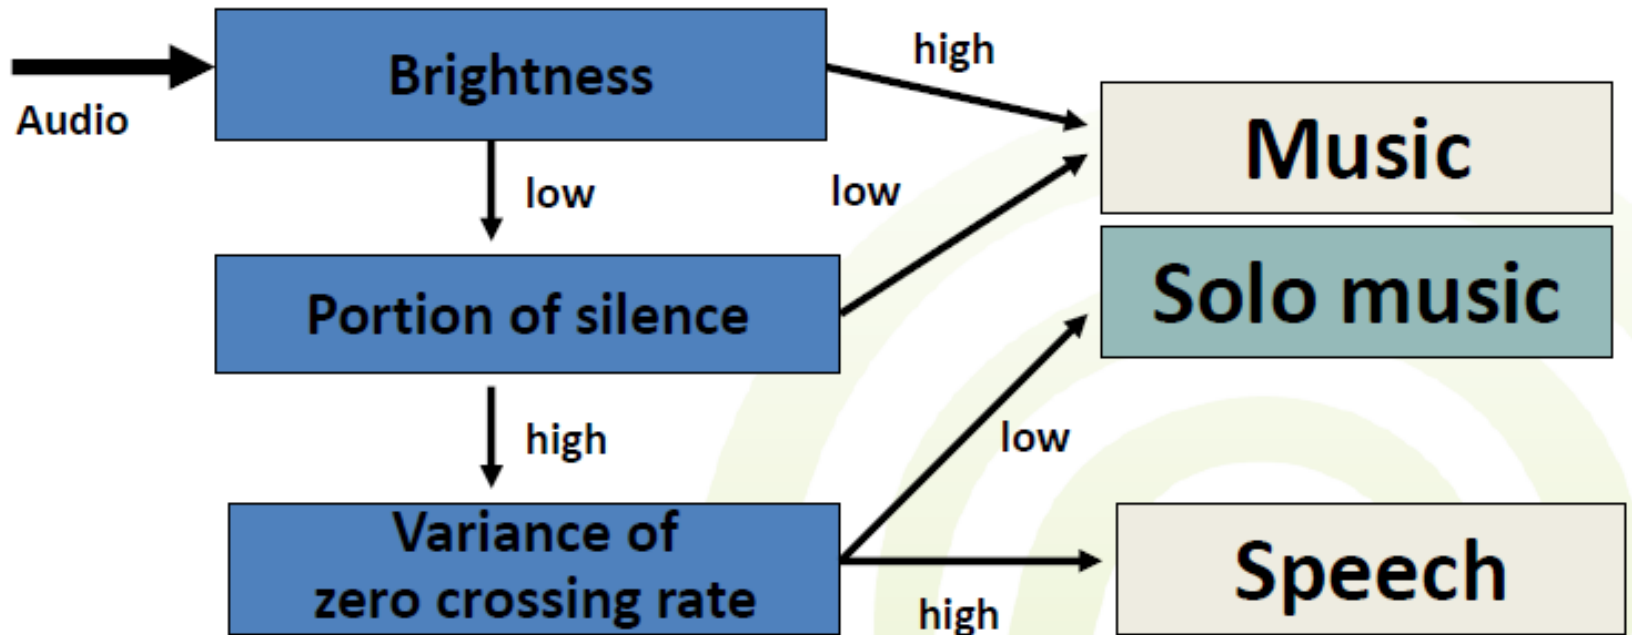 Brightness
high
Audio
Music
low
low
Solo music
Portion of silence
high
low
Variance of
zero crossing rate
Speech
high